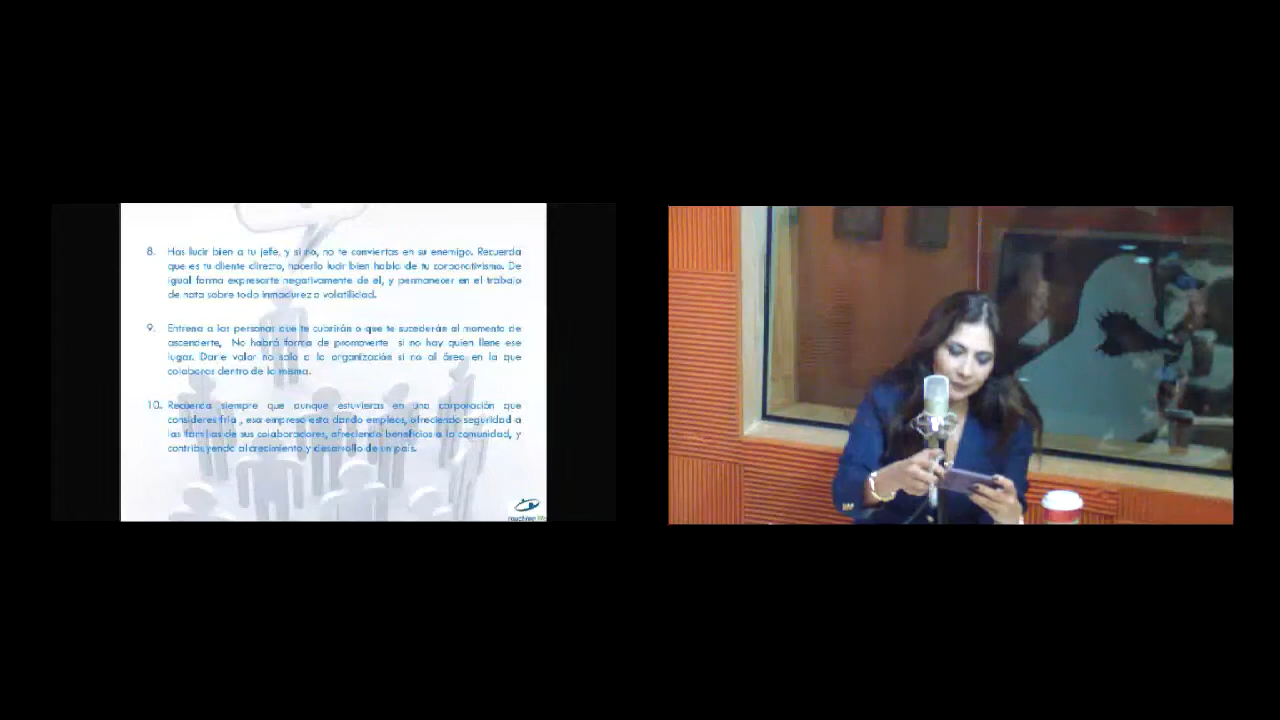 8. Has lucir bien a tu jefe, y si no, no te conviertas en su enemigo. Recuerda
que es tu cliente directo, hacerlo lucir bien habla de tu corporativismo. De
igual forma expresarte negativamente de el, y permanecer en el trabajo
de nota sobre todo inmadurez o volatilidad.
9. Entrena a las personas que te cubrirán o que te sucederán al momento de
ascenderte, No habrá forma de promoverte si no hay quien llene ese
lugar. Darle valor no solo a la organización si no al área en la que
colaboras dentro de la misma.
10. Recuerda siempre que aunque estuvieras en una corporación que
consideres fría , esa empresa esta dando empleos, ofreciendo seguridad a
las familias de sus colaboradores, ofreciendo beneficios a la comunidad, y
contribuyendo al crecimiento y desarrollo de un país.